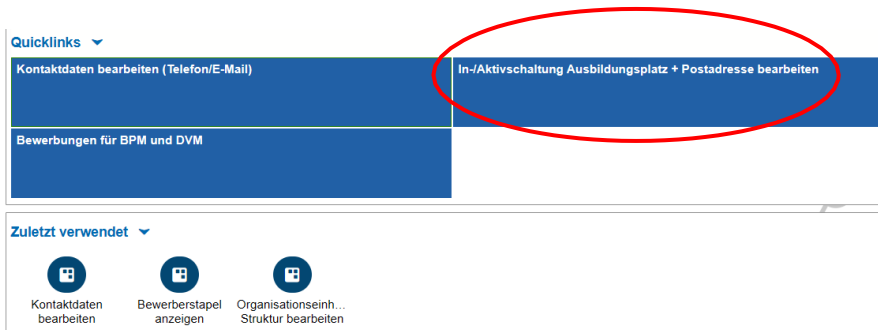 Quicklinks
Kontaktdaten bearbeiten (Telefon/E-Mail)
In-/Aktivschaltung Ausbildungsplatz + Postadresse bearbeiten
Bewerbungen für BPM und DVM
Zuletzt verwendet
Kontaktdaten
bearbeiten
Bewerberstapel
anzeigen
Organisationseinh...
Struktur bearbeiten